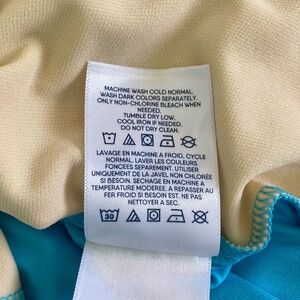 MACHINE WASH COLD NORMAL.
WASH DARK COLORS SEPARATELY.
ONLY NON-CHLORINE BLEACH WHEN
NEEDED.
TUMBLE DRY LOW.
COOL IRON IF NEEDED.
DO NOT DRY CLEAN.
LAVAGE EN MACHINE A FROID, CYCLE
NORMAL. LAVER LES COULEURS
FONCEES SEPAREMENT. UTILISER
UNIQUEMENT DE LA JAVEL NON CHLORÉE
SI BESOIN. SECHAGE EN MACHINE A
TEMPERATURE MODEREE. A REPASSER AU
FER FROID SI BESOIN EST. NE PAS
NETTOYER A SEC.
30